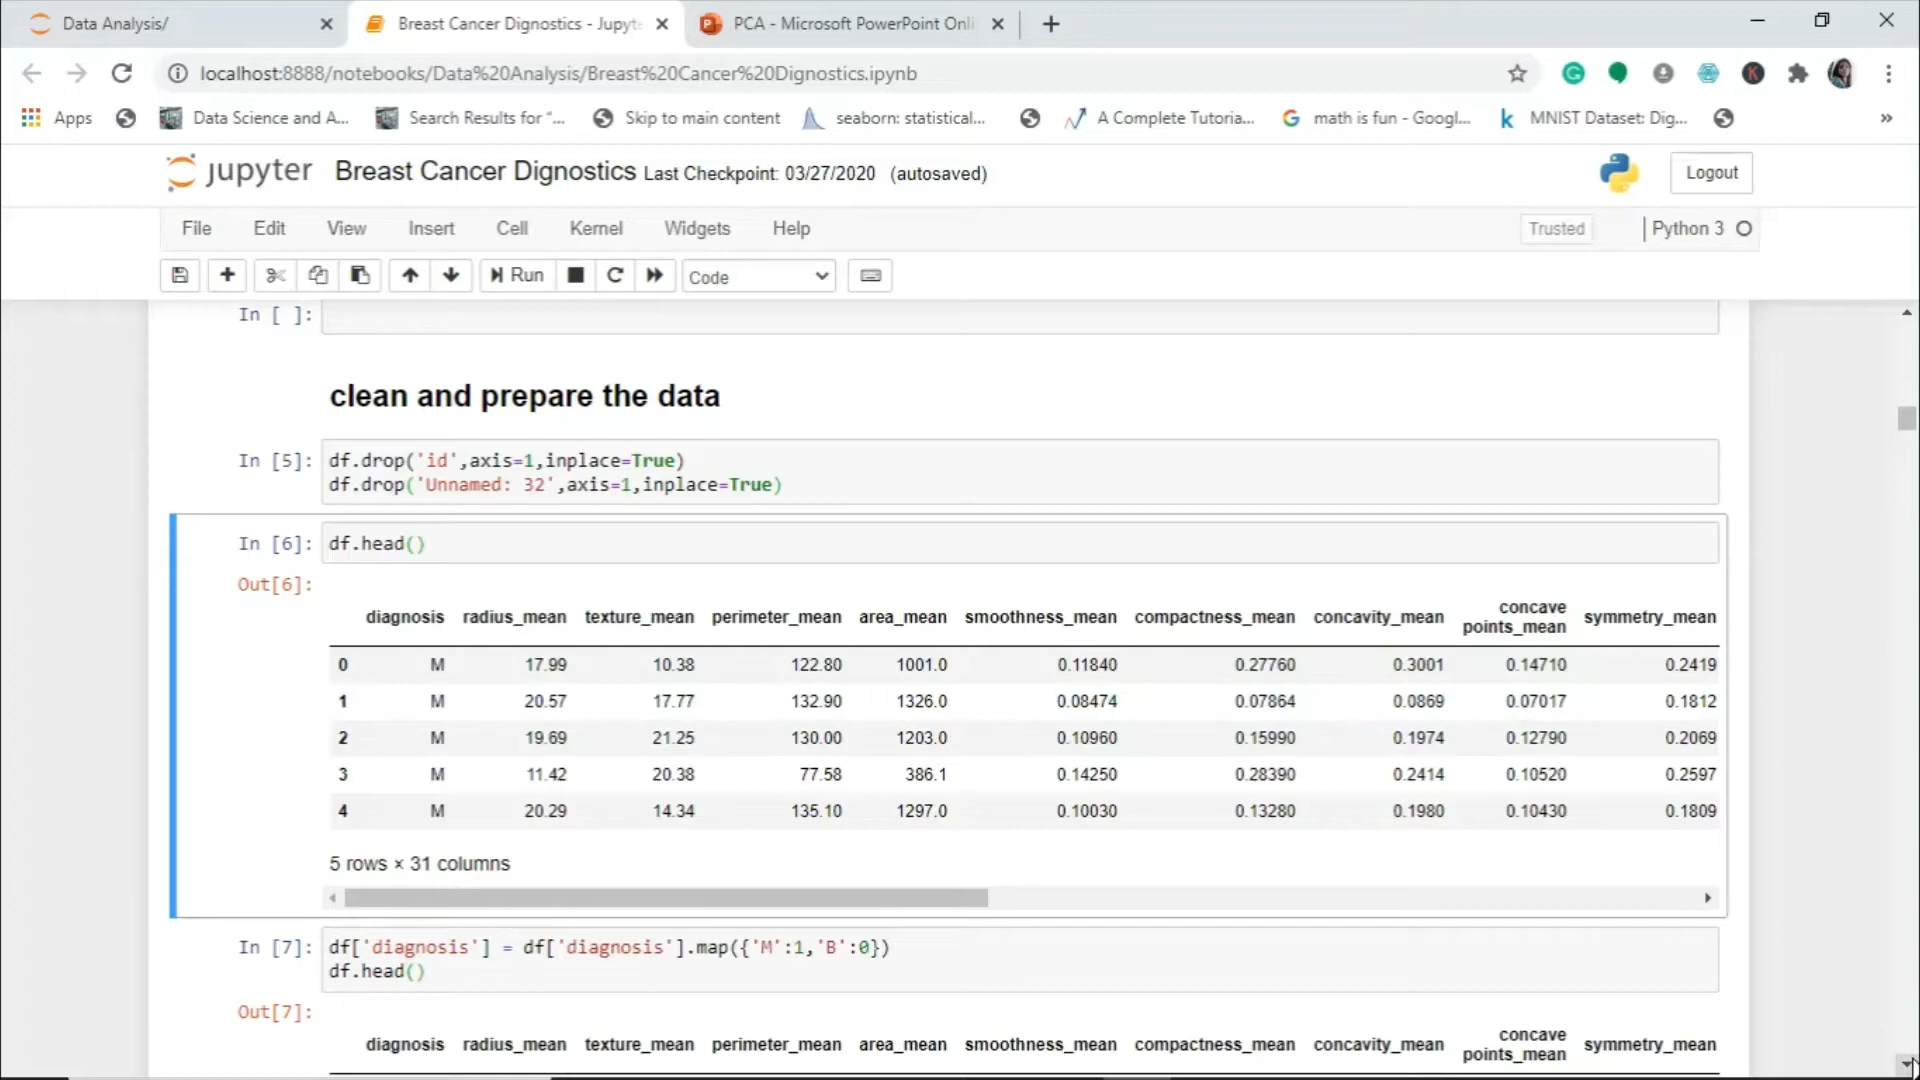 Data Analysis/
Breast Cancer Dignostics - Jupyt
PCA - Microsoft PowerPoint Onli
localhost:8888/notebooks/Data%20Analysis/Breast%20Cancer%20Dignostics.ipynb
Apps
Data Science and A...
Search Results for "...
Skip to main content
seaborn: statistical...
A Complete Tutoria...
math is fun - Googl...
MNIST Dataset: Dig...
jupyter
Breast Cancer Dignostics Last Checkpoint: 03/27/2020 (autosaved)
Logout
File Edit View Insert Cell Kernel Widgets Help
Trusted
Python 3
Run
Code
In [ ]:
clean and prepare the data
In [5]: df.drop('id',axis=1,inplace=True)
df.drop('Unnamed: 32',axis=1,inplace=True)
In [6]: df.head()
Out[6]:
diagnosis radius_mean texture_mean perimeter_mean area_mean smoothness_mean compactness_mean concavity_mean concave points_mean symmetry_mean
0 M 17.99 10.38 122.80 1001.0 0.11840 0.27760 0.3001 0.14710 0.2419
1 M 20.57 17.77 132.90 1326.0 0.08474 0.07864 0.0869 0.07017 0.1812
2 M 19.69 21.25 130.00 1203.0 0.10960 0.15990 0.1974 0.12790 0.2069
3 M 11.42 20.38 77.58 386.1 0.14250 0.28390 0.2414 0.10520 0.2597
4 M 20.29 14.34 135.10 1297.0 0.10030 0.13280 0.1980 0.10430 0.1809
5 rows × 31 columns
In [7]: df['diagnosis'] = df['diagnosis'].map({'M':1,'B':0})
df.head()
Out[7]:
diagnosis radius_mean texture_mean perimeter_mean area_mean smoothness_mean compactness_mean concavity_mean concave points_mean symmetry_mean